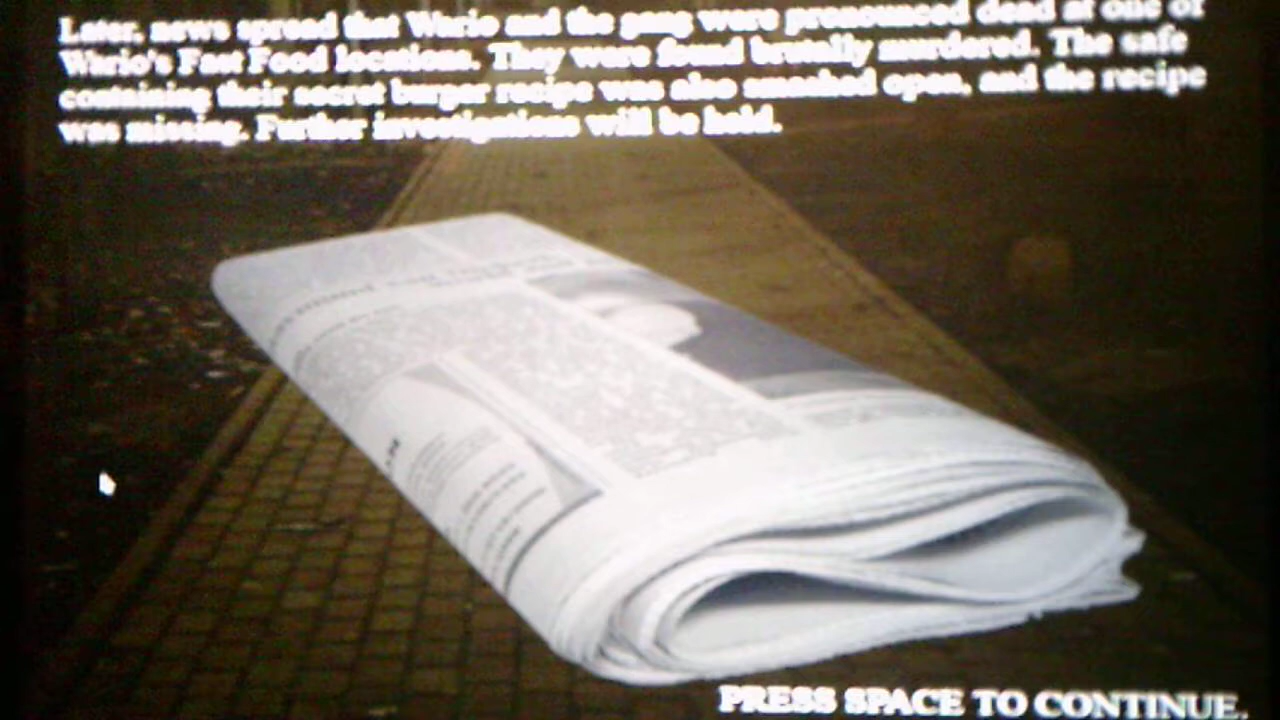 Later, news spread that Wario and the gang were pronounced dead at one of
Wario's Fast Food locations. They were found brutally murdered. The safe
containing their secret burger recipe was also smashed open, and the recipe
was missing. Further investigations will be held.
PRESS SPACE TO CONTINUE.